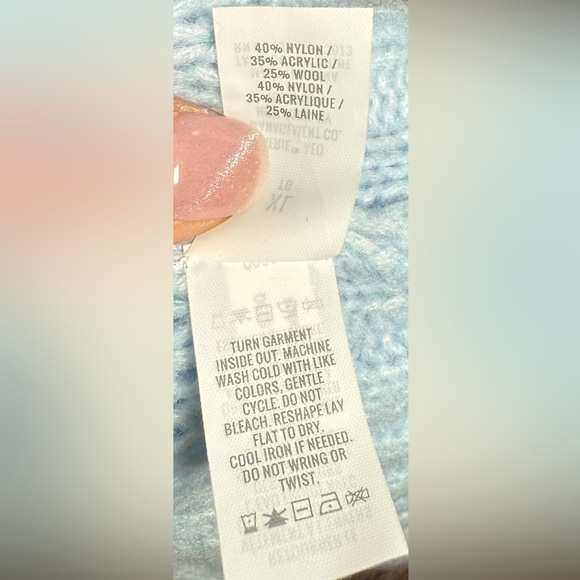 40% NYLON /
35% ACRYLIC /
25% WOOL
40% NYLON /
35% ACRYLIQUE /
25% LAINE
TG
XL
TURN GARMENT
INSIDE OUT. MACHINE
WASH COLD WITH LIKE
COLORS, GENTLE
CYCLE. DO NOT
BLEACH. RESHAPE LAY
FLAT TO DRY.
COOL IRON IF NEEDED.
DO NOT WRING OR
TWIST.